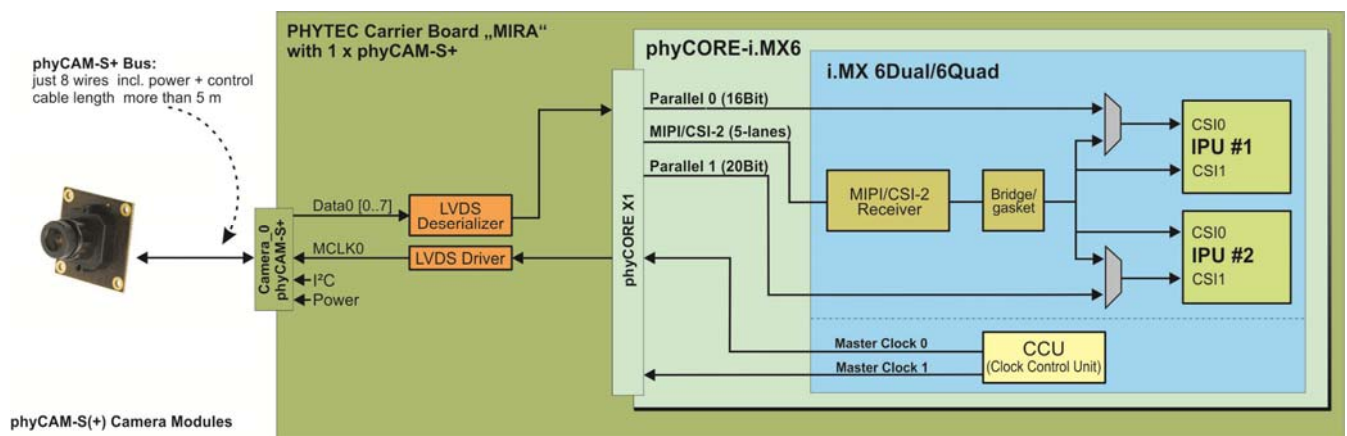 PHYTEC Carrier Board „MIRA“
with 1 x phyCAM-S+
phyCORE-i.MX6
i.MX 6Dual/6Quad
phyCAM-S+ Bus:
just 8 wires incl. power + control
cable length more than 5 m
Parallel 0 (16Bit)
MIPI/CSI-2 (5-lanes)
Parallel 1 (20Bit)
CSI0
IPU #1
CSI1
MIPI/CSI-2
Receiver
Bridge/
gasket
CSI0
IPU #2
CSI1
Data0 [0..7]
LVDS
Deserializer
MCLK0
LVDS Driver
I²C
Power
Camera_0
phyCAM-S+
phyCORE X1
Master Clock 0
Master Clock 1
CCU
(Clock Control Unit)
phyCAM-S(+) Camera Modules